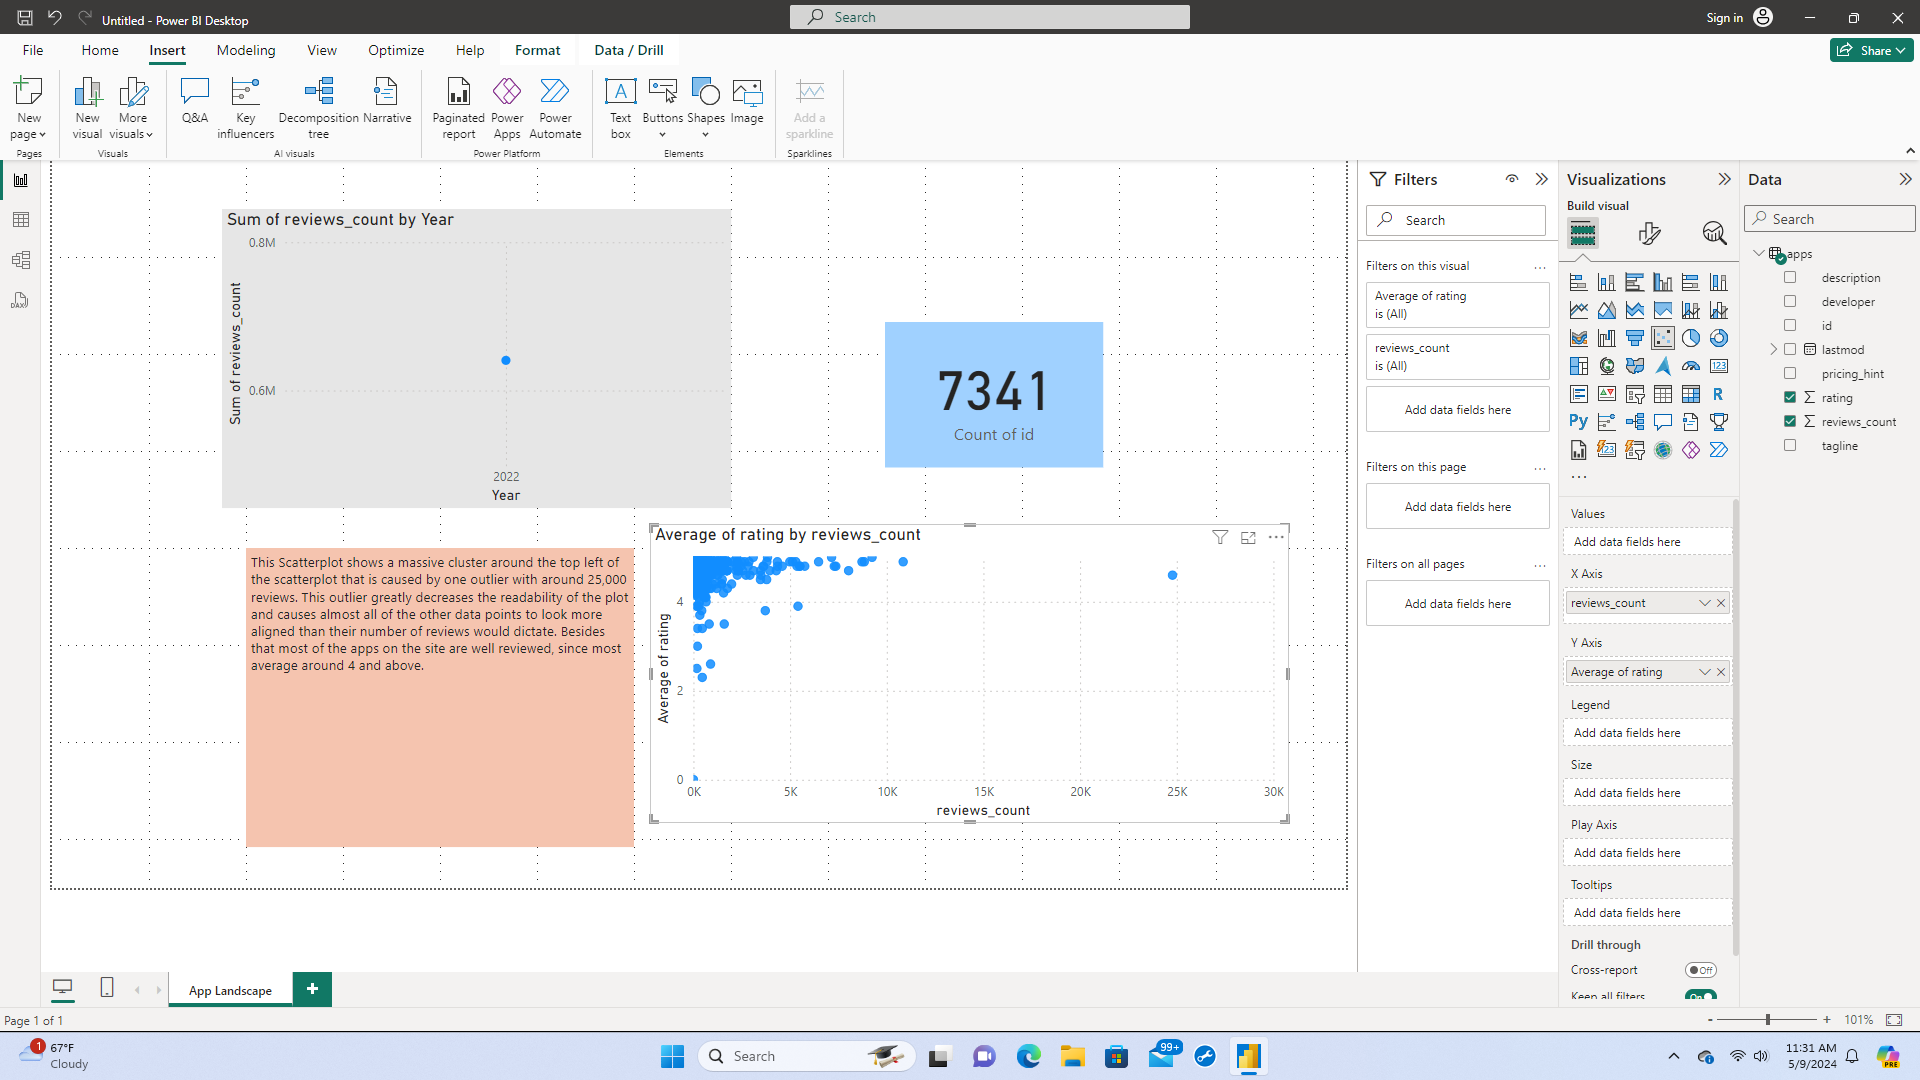 Untitled - Power BI Desktop
Search
Sign in
File
Home
Insert
Modeling
View
Optimize
Help
Format
Data / Drill
Share
New page
New visual
More visuals
Q&A
Key influencers
Decomposition tree
Narrative
Paginated report
Power Apps
Power Automate
Text box
Buttons
Shapes
Image
Add a sparkline
Pages
Visuals
AI visuals
Power Platform
Elements
Sparklines
DAX
Sum of reviews_count by Year
0.8M
0.6M
Sum of reviews_count
2022
Year
7341
Count of id
This Scatterplot shows a massive cluster around the top left of
the scatterplot that is caused by one outlier with around 25,000
reviews. This outlier greatly decreases the readability of the plot
and causes almost all of the other data points to look more
aligned than their number of reviews would dictate. Besides
that most of the apps on the site are well reviewed, since most
average around 4 and above.
Average of rating by reviews_count
Average of rating
4
2
0
0K
5K
10K
15K
20K
25K
30K
reviews_count
Filters
Search
Filters on this visual
Average of rating
is (All)
reviews_count
is (All)
Add data fields here
Filters on this page
Add data fields here
Filters on all pages
Add data fields here
Visualizations
Build visual
123
R
Py
123
Values
Add data fields here
X Axis
reviews_count
Y Axis
Average of rating
Legend
Add data fields here
Size
Add data fields here
Play Axis
Add data fields here
Tooltips
Add data fields here
Drill through
Cross-report
Off
Keep all filters
On
Data
Search
apps
description
developer
id
lastmod
pricing_hint
rating
reviews_count
tagline
App Landscape
Page 1 of 1
101%
1
67°F
Cloudy
Search
99+
11:31 AM
5/9/2024
PRE